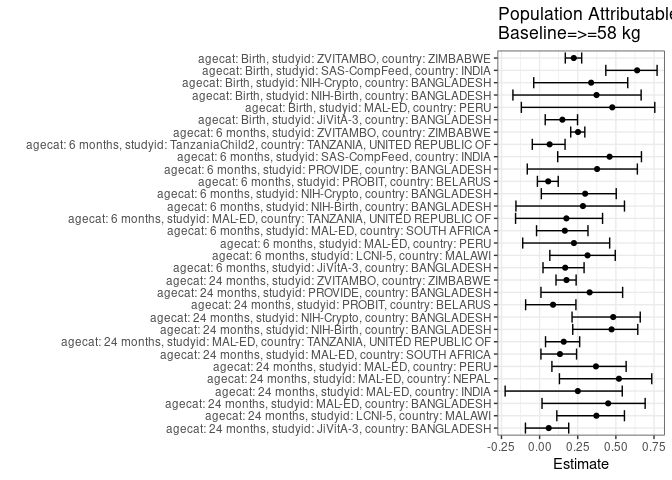 Population Attributable
Baseline=>=58 kg
agecat: Birth, studyid: ZVITAMBO, country: ZIMBABWE
agecat: Birth, studyid: SAS-CompFeed, country: INDIA
agecat: Birth, studyid: NIH-Crypto, country: BANGLADESH
agecat: Birth, studyid: NIH-Birth, country: BANGLADESH
agecat: Birth, studyid: MAL-ED, country: PERU
agecat: Birth, studyid: JiVitA-3, country: BANGLADESH
agecat: 6 months, studyid: ZVITAMBO, country: ZIMBABWE
agecat: 6 months, studyid: TanzaniaChild2, country: TANZANIA, UNITED REPUBLIC OF
agecat: 6 months, studyid: SAS-CompFeed, country: INDIA
agecat: 6 months, studyid: PROVIDE, country: BANGLADESH
agecat: 6 months, studyid: PROBIT, country: BELARUS
agecat: 6 months, studyid: NIH-Crypto, country: BANGLADESH
agecat: 6 months, studyid: NIH-Birth, country: BANGLADESH
agecat: 6 months, studyid: MAL-ED, country: TANZANIA, UNITED REPUBLIC OF
agecat: 6 months, studyid: MAL-ED, country: SOUTH AFRICA
agecat: 6 months, studyid: MAL-ED, country: PERU
agecat: 6 months, studyid: LCNI-5, country: MALAWI
agecat: 6 months, studyid: JiVitA-3, country: BANGLADESH
agecat: 24 months, studyid: ZVITAMBO, country: ZIMBABWE
agecat: 24 months, studyid: PROVIDE, country: BANGLADESH
agecat: 24 months, studyid: PROBIT, country: BELARUS
agecat: 24 months, studyid: NIH-Crypto, country: BANGLADESH
agecat: 24 months, studyid: NIH-Birth, country: BANGLADESH
agecat: 24 months, studyid: MAL-ED, country: TANZANIA, UNITED REPUBLIC OF
agecat: 24 months, studyid: MAL-ED, country: SOUTH AFRICA
agecat: 24 months, studyid: MAL-ED, country: PERU
agecat: 24 months, studyid: MAL-ED, country: NEPAL
agecat: 24 months, studyid: MAL-ED, country: INDIA
agecat: 24 months, studyid: MAL-ED, country: BANGLADESH
agecat: 24 months, studyid: LCNI-5, country: MALAWI
agecat: 24 months, studyid: JiVitA-3, country: BANGLADESH
-0.25 0.00 0.25 0.50 0.75
Estimate